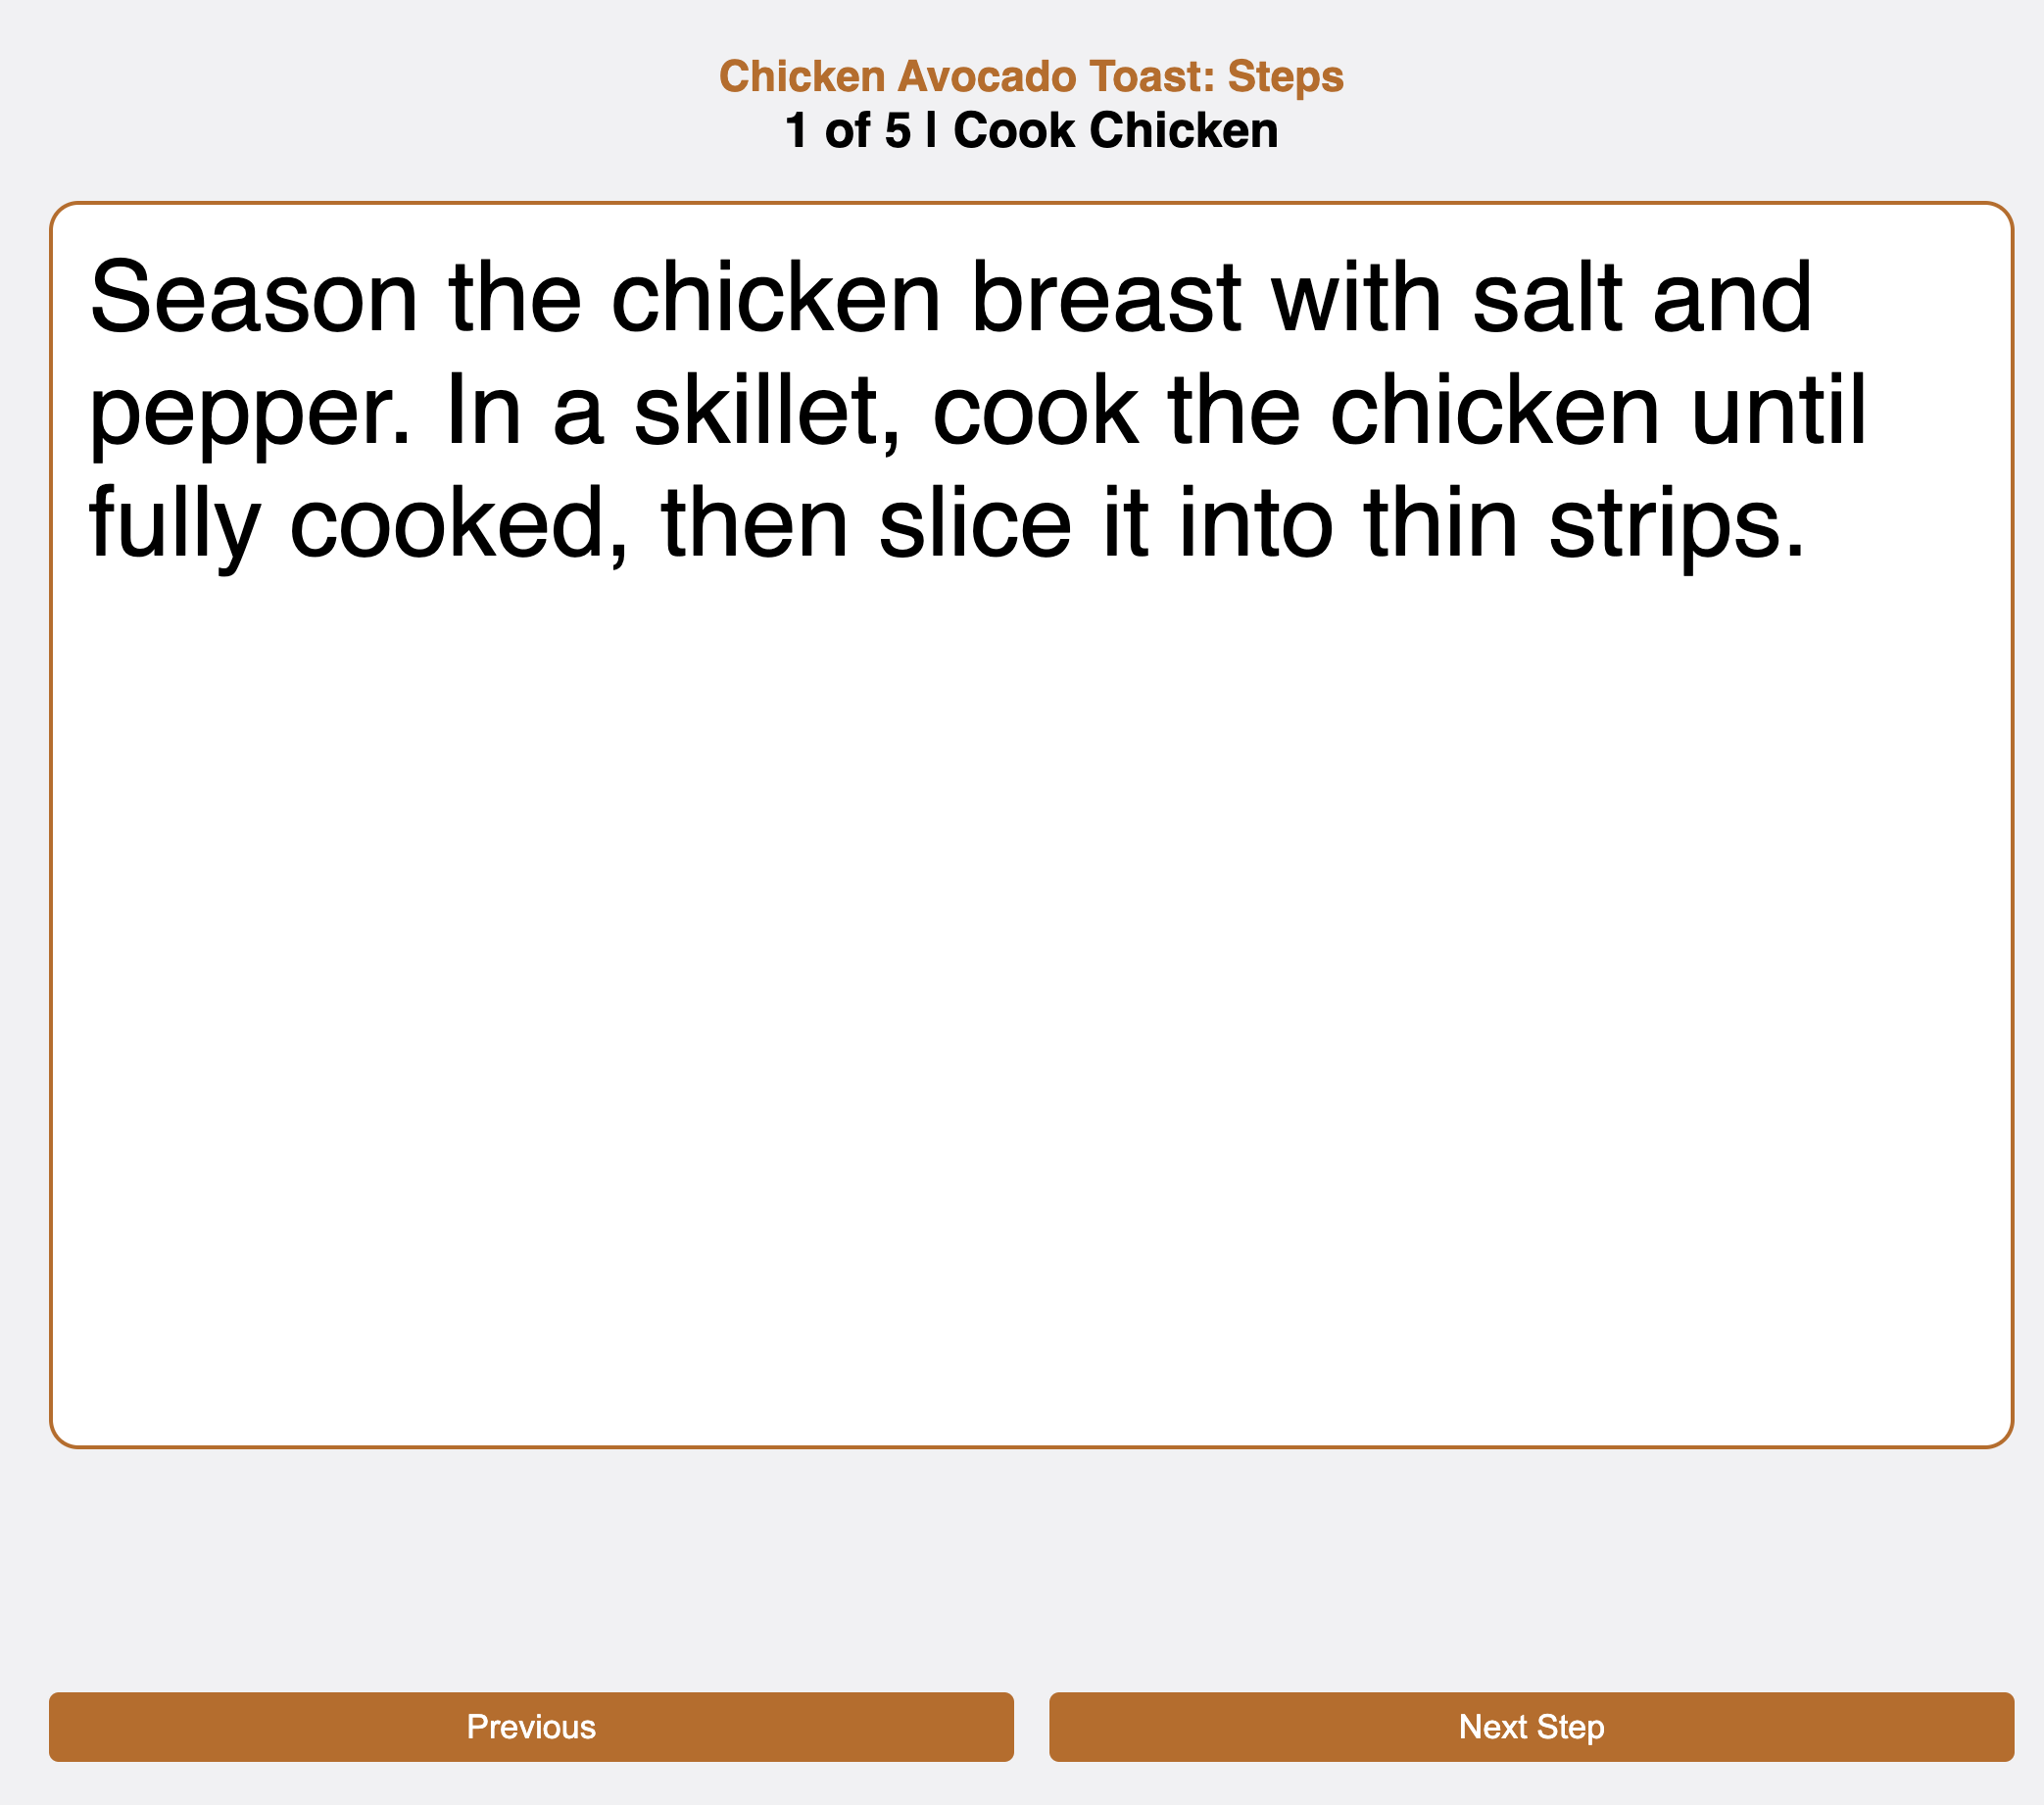 Chicken Avocado Toast: Steps
1 of 5 | Cook Chicken
Season the chicken breast with salt and
pepper. In a skillet, cook the chicken until
fully cooked, then slice it into thin strips.
Previous
Next Step